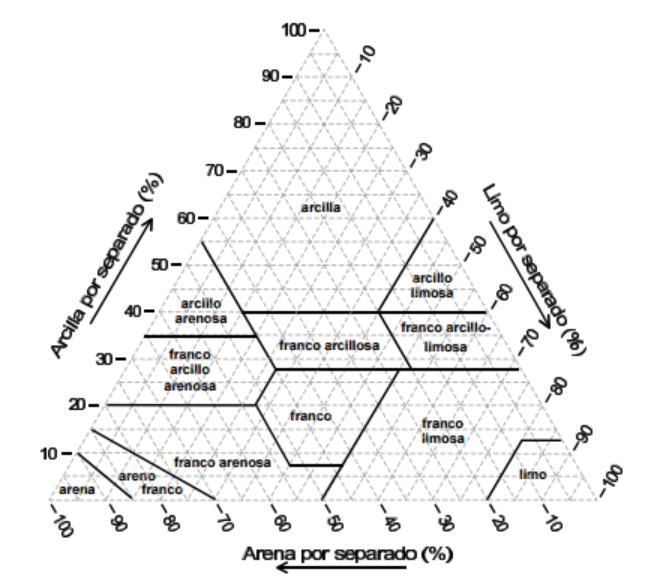 100
10
90
20
80
30
70
arcilla
40
60
Arcilla por separado (%)
Limo por separado (%)
50
50
arcillo
limosa
60
40
arcillo
arenosa
franco arcillosa
franco arcillo-
limosa
70
30
franco
arcillo
arenosa
80
20
franco
franco
limosa
90
10
franco arenosa
areno
franco
arena
limo
100
100
90
80
70
60
50
40
30
20
10
Arena por separado (%)